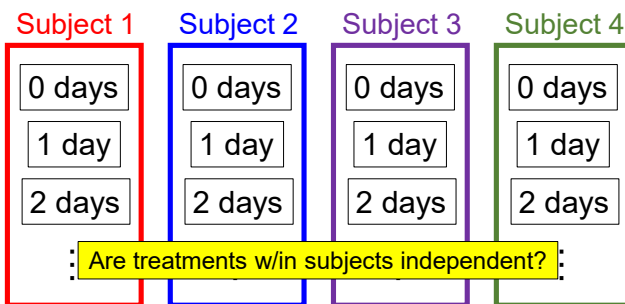 Subject 1 Subject 2 Subject 3 Subject 4
0 days 0 days 0 days 0 days
1 day 1 day 1 day 1 day
2 days 2 days 2 days 2 days
Are treatments w/in subjects independent?